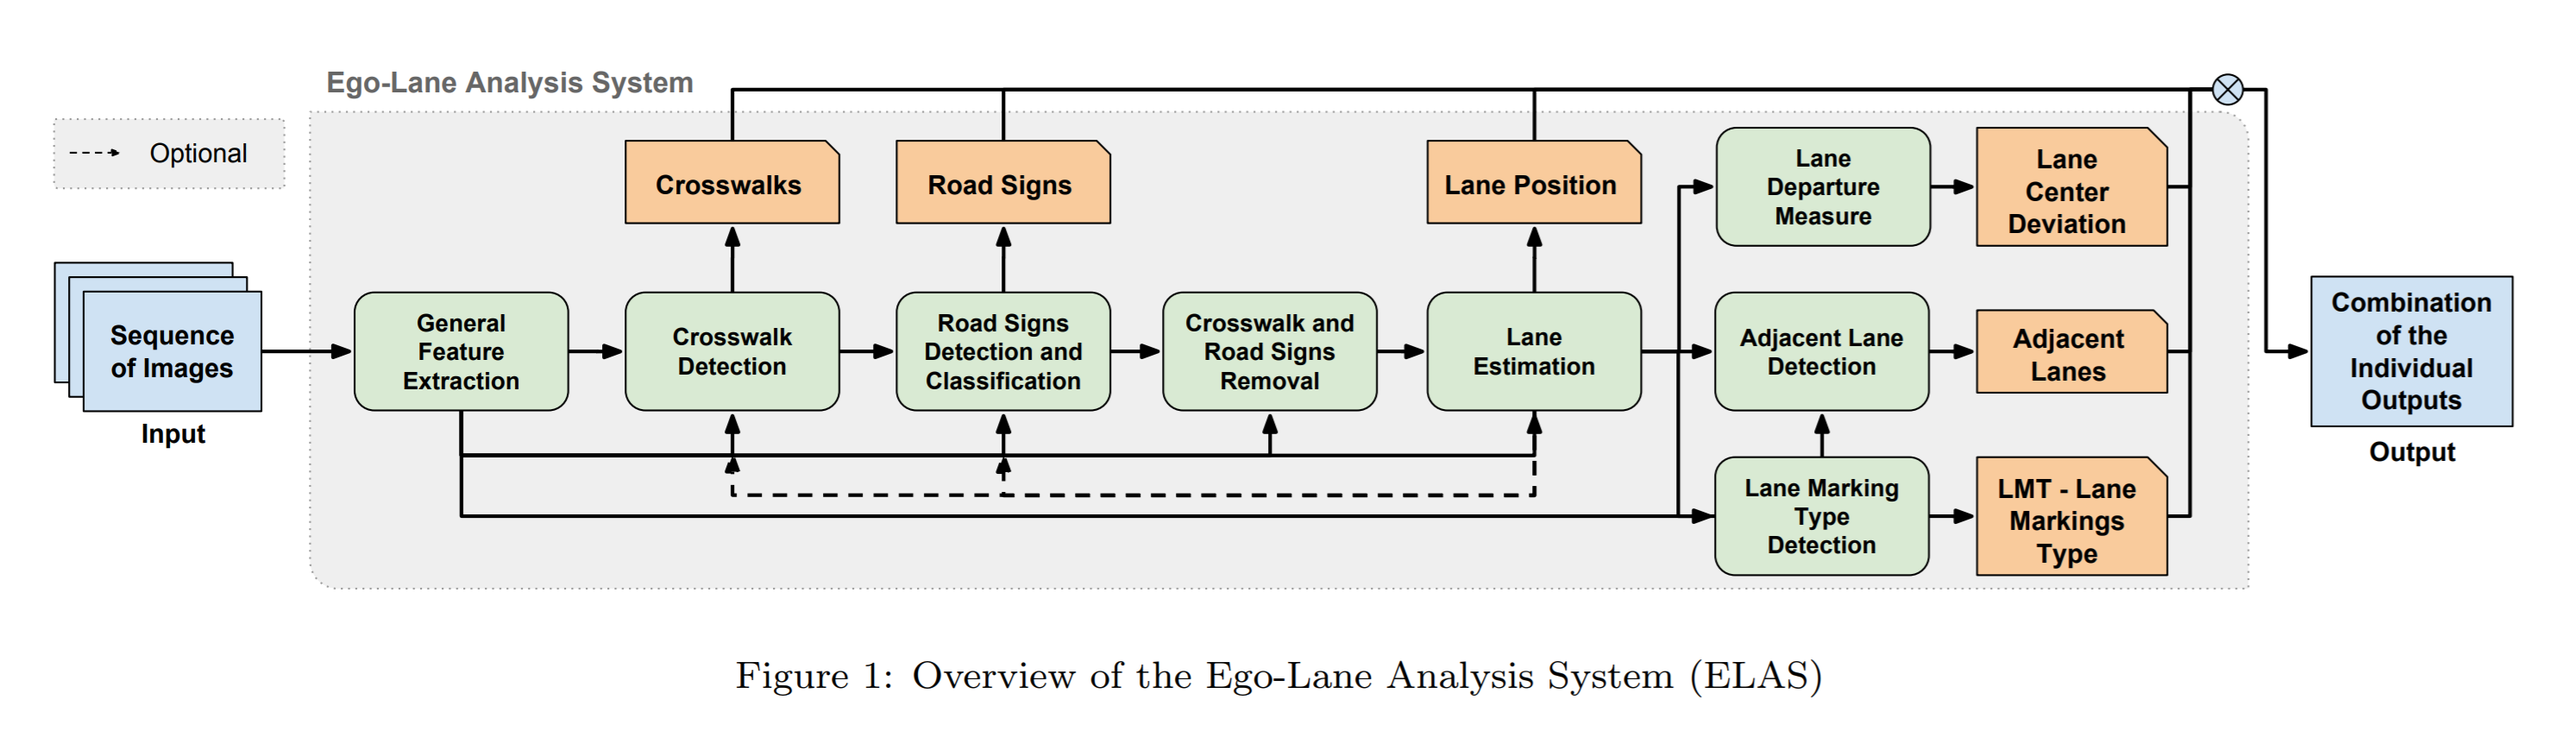 Ego-Lane Analysis System
Optional
Crosswalks
Road Signs
Lane Position
Lane
Departure
Measure
Lane
Center
Deviation
Sequence
of Images
Input
General
Feature
Extraction
Crosswalk
Detection
Road Signs
Detection and
Classification
Crosswalk and
Road Signs
Removal
Lane
Estimation
Adjacent Lane
Detection
Adjacent
Lanes
Combination
of the
Individual
Outputs
Output
Lane Marking
Type
Detection
LMT - Lane
Markings
Type
Figure 1: Overview of the Ego-Lane Analysis System (ELAS)